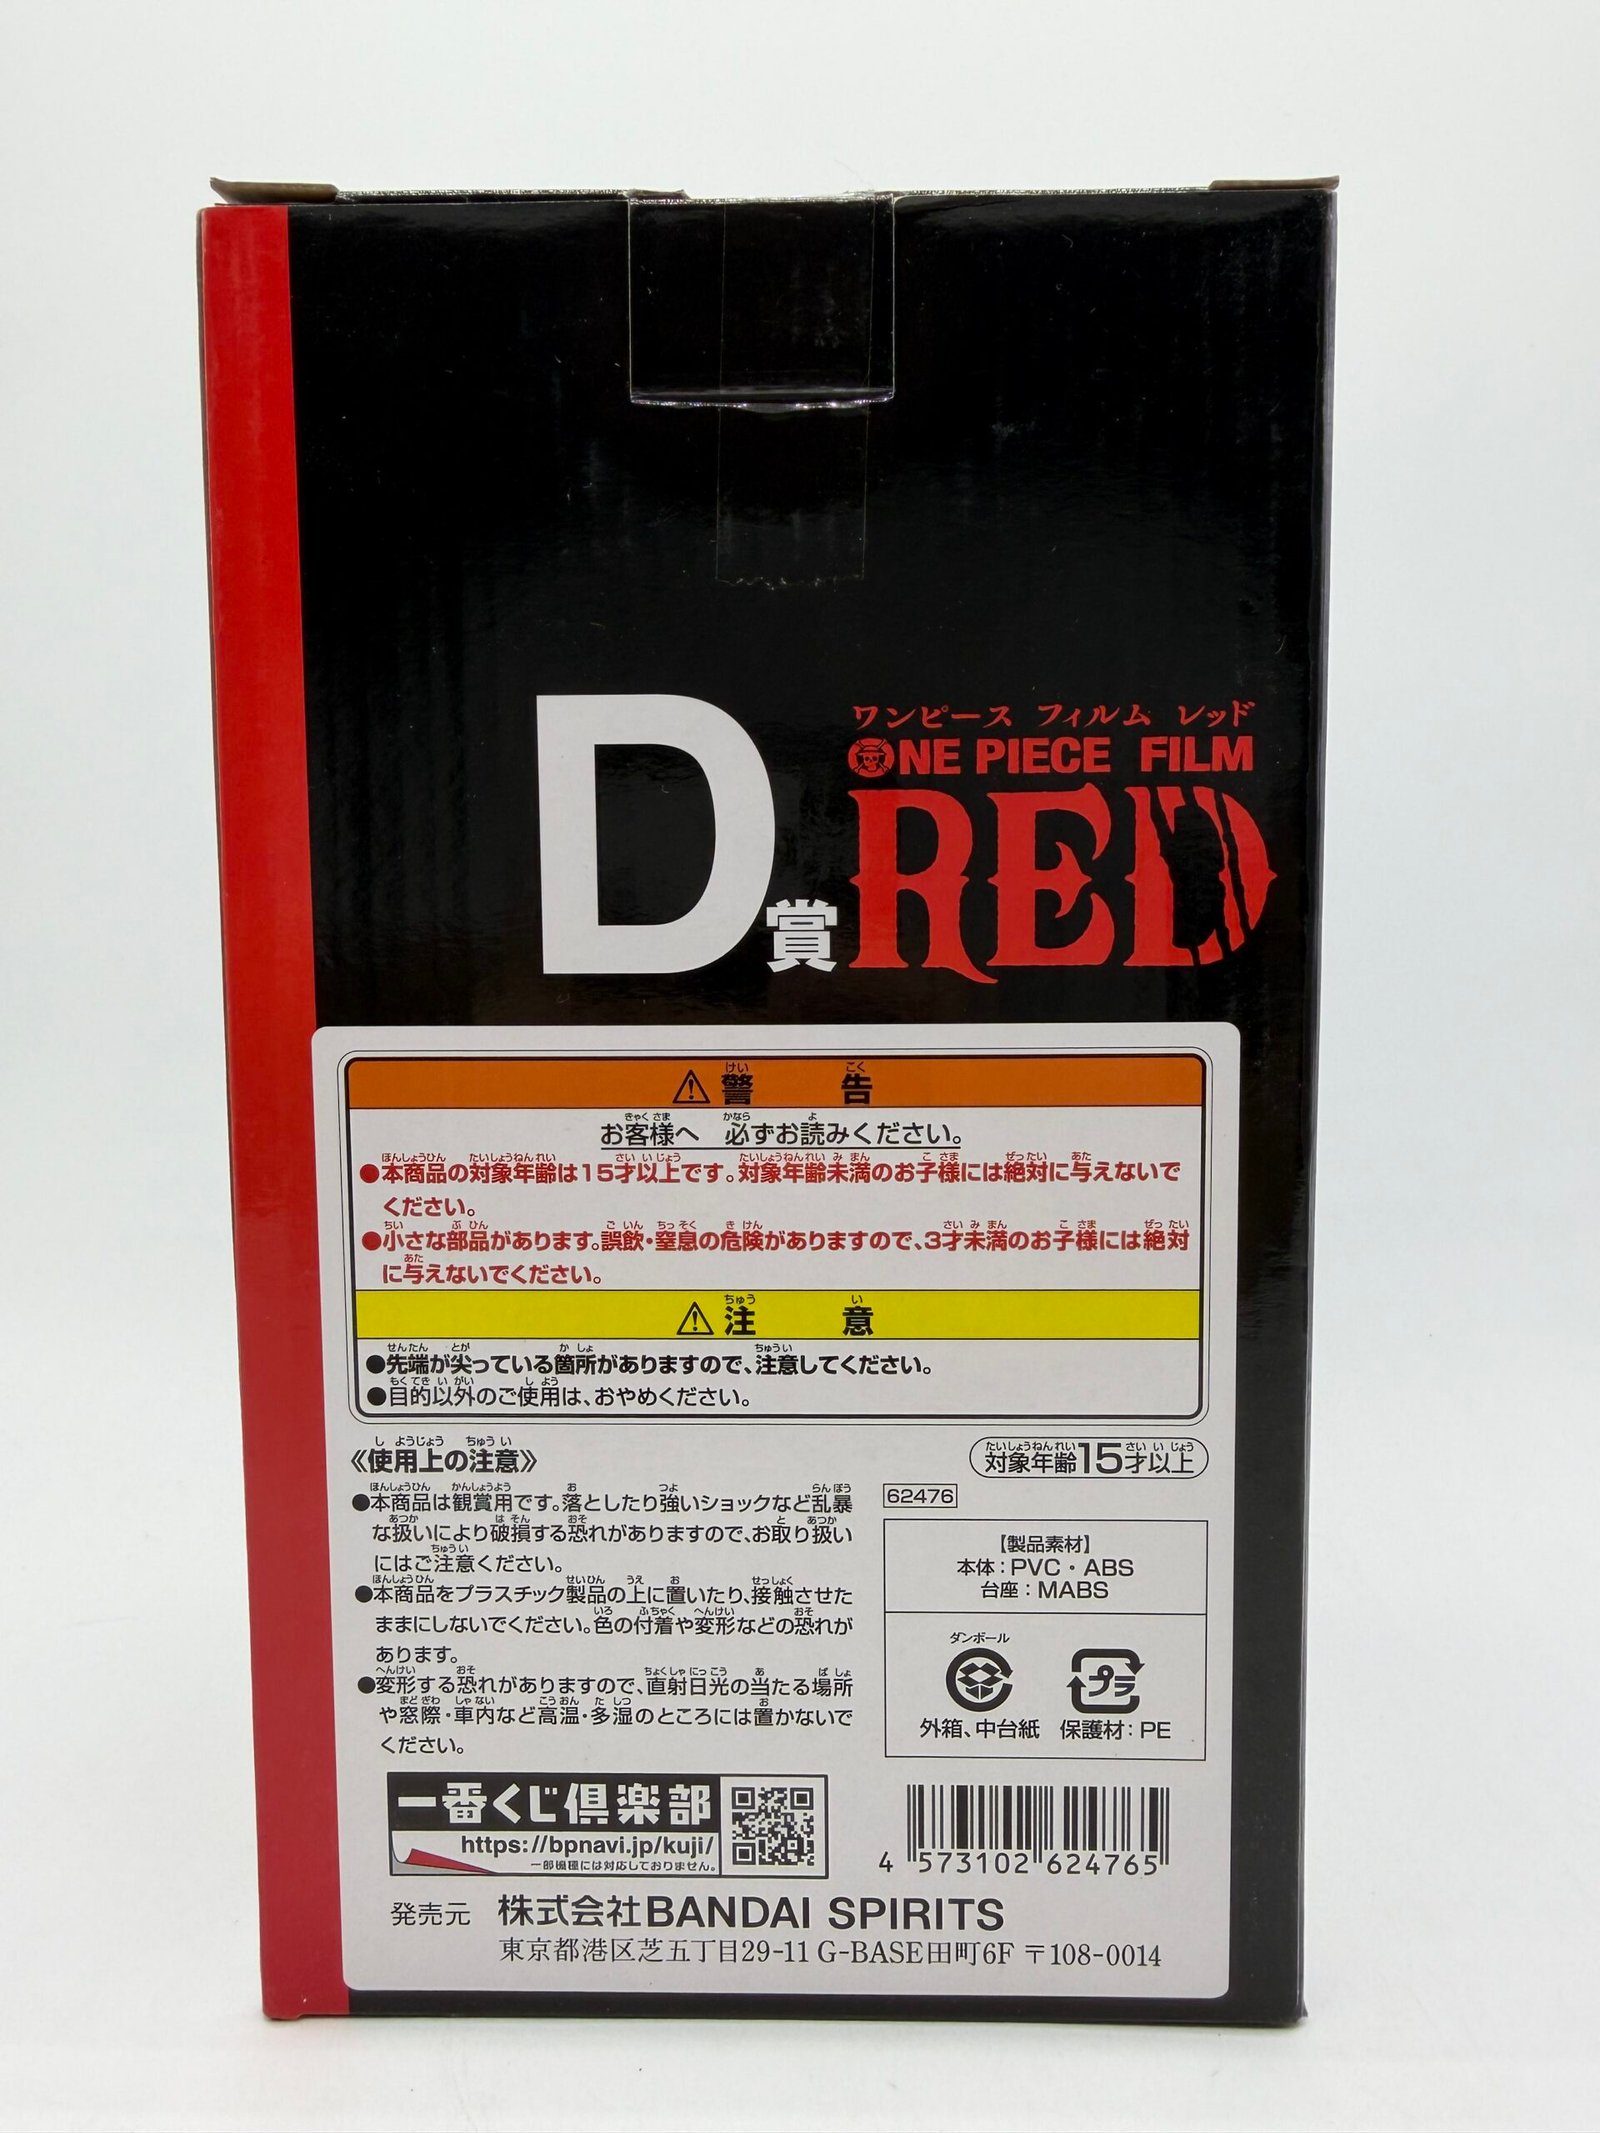 D賞
ワンピース フィルム レッド
ONE PIECE FILM
RED
⚠警告
お客様へ 必ずお読みください。
●本商品の対象年齢は15才以上です。対象年齢未満のお子様には絶対に与えないで
ください。
●小さな部品があります。誤飲・窒息の危険がありますので、3才未満のお子様には絶対
に与えないでください。
⚠注意
●先端が尖っている箇所がありますので、注意してください。
●目的以外のご使用は、おやめください。
《使用上の注意》
●本商品は観賞用です。落としたり強いショックなど乱暴
な扱いにより破損する恐れがありますので、お取り扱い
にはご注意ください。
●本商品をプラスチック製品の上に置いたり、接触させた
ままにしないでください。色の付着や変形などの恐れが
あります。
●変形する恐れがありますので、直射日光の当たる場所
や窓際・車内など高温・多湿のところには置かないで
ください。
対象年齢15才以上
62476
【製品素材】
本体：PVC・ABS
台座：MABS
ダンボール
外箱、中台紙
プラ
保護材：PE
一番くじ倶楽部
https://bpnavi.jp/kuji/
一部機種には対応しておりません。
4 573102 624765
発売元 株式会社BANDAI SPIRITS
東京都港区芝五丁目29-11 G-BASE田町6F 〒108-0014